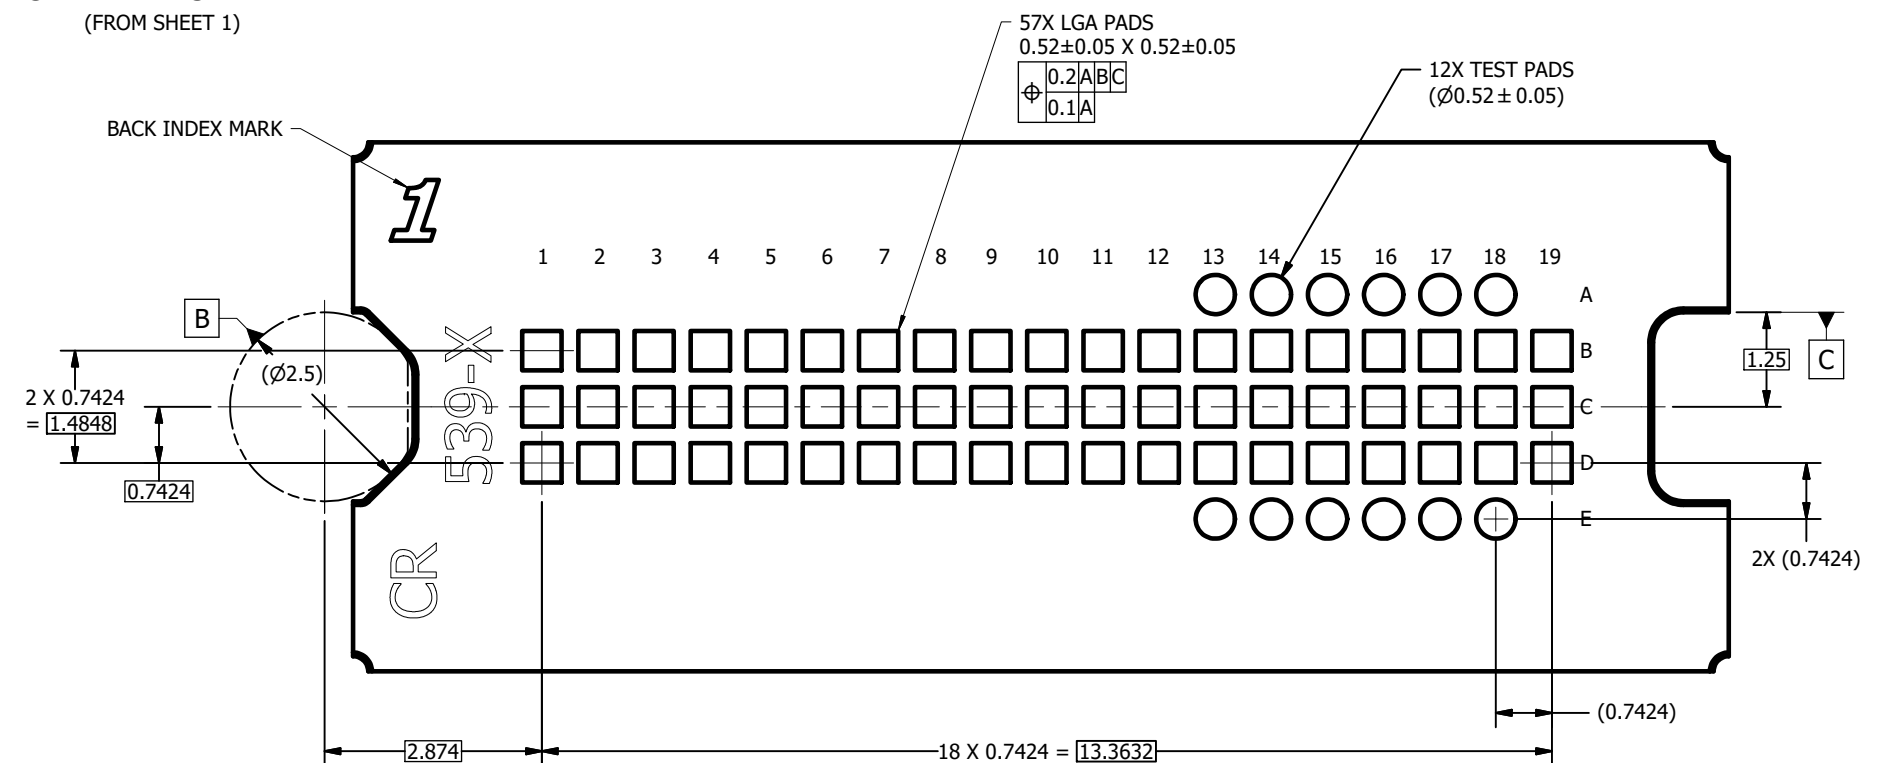 (FROM SHEET 1)
57X LGA PADS
0.52±0.05 X 0.52±0.05
⌖ 0.2 A B C
0.1 A
12X TEST PADS
(Ø0.52 ± 0.05)
BACK INDEX MARK
1
1 2 3 4 5 6 7 8 9 10 11 12 13 14 15 16 17 18 19
A
B
B
C
D
E
(Ø2.5)
539-X
CR
2 X 0.7424
= 1.4848
0.7424
1.25
C
2X (0.7424)
(0.7424)
2.874
18 X 0.7424 = 13.3632